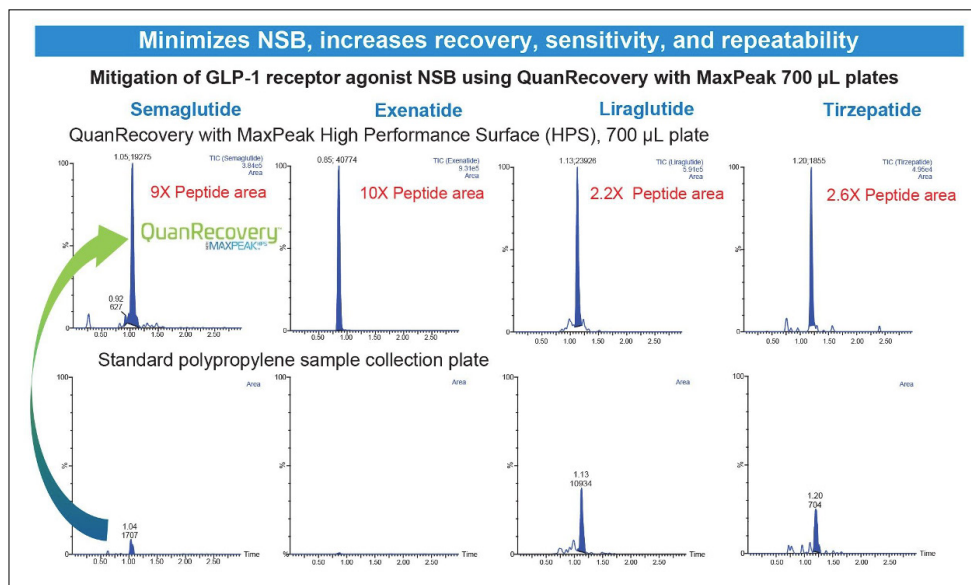 Minimizes NSB, increases recovery, sensitivity, and repeatability
Mitigation of GLP-1 receptor agonist NSB using QuanRecovery with MaxPeak 700 µL plates
Semaglutide Exenatide Liraglutide Tirzepatide
QuanRecovery with MaxPeak High Performance Surface (HPS), 700 µL plate
100
%
0
1.05;19275
TIC (Semaglutide)
3.84e5
Area
9X Peptide area
QuanRecovery
MAXPEAK HPS
0.92
627
0.50 1.00 1.50 2.00 2.50
100
%
0
0.85; 40774
TIC (Exenatide)
9.31e5
Area
10X Peptide area
0.50 1.00 1.50 2.00 2.50
100
%
0
1.13;23926
TIC (Liraglutide)
5.91e5
Area
2.2X Peptide area
0.50 1.00 1.50 2.00 2.50
100
%
0
1.20;1855
TIC (Tirzepatide)
4.95e4
Area
2.6X Peptide area
0.50 1.00 1.50 2.00 2.50
Standard polypropylene sample collection plate
100
%
0
Area
1.04
1707
Time
0.50 1.00 1.50 2.00 2.50
100
%
0
Area
Time
0.50 1.00 1.50 2.00 2.50
100
%
0
Area
1.13
10934
Time
0.50 1.00 1.50 2.00 2.50
100
%
0
Area
1.20
704
Time
0.50 1.00 1.50 2.00 2.50